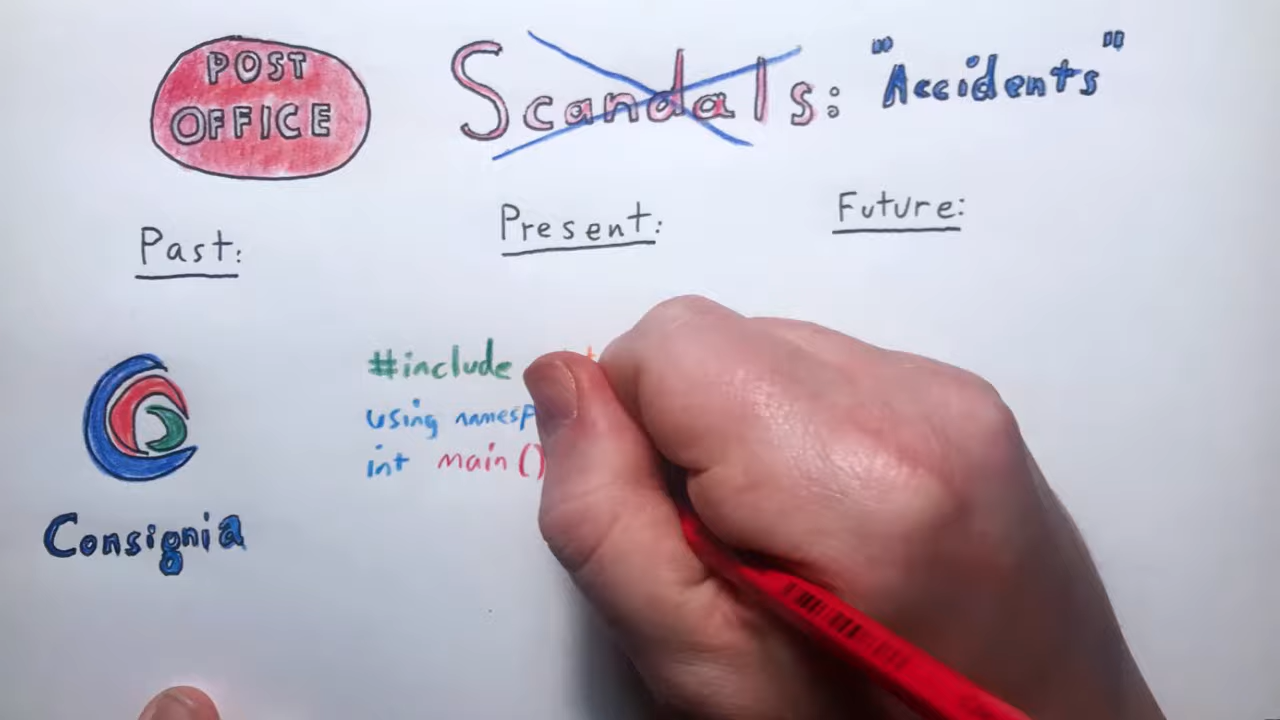 POST
OFFICE
Scandals: "Accidents"
Past:
Present:
Future:
#include
using
int main()
Consignia